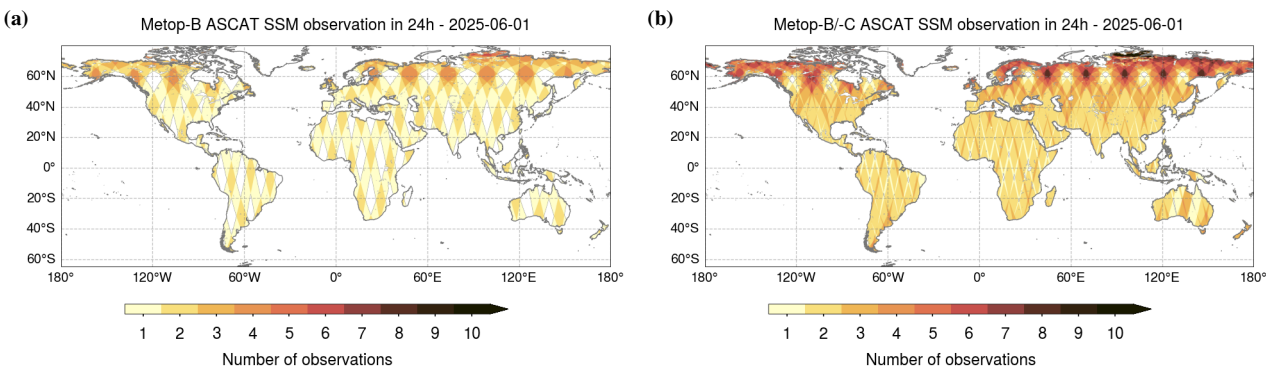 (a)
Metop-B ASCAT SSM observation in 24h - 2025-06-01
60°N
40°N
20°N
0°
20°S
40°S
60°S
180° 120°W 60°W 0° 60°E 120°E 180°
1 2 3 4 5 6 7 8 9 10
Number of observations
(b)
Metop-B/-C ASCAT SSM observation in 24h - 2025-06-01
60°N
40°N
20°N
0°
20°S
40°S
60°S
180° 120°W 60°W 0° 60°E 120°E 180°
1 2 3 4 5 6 7 8 9 10
Number of observations